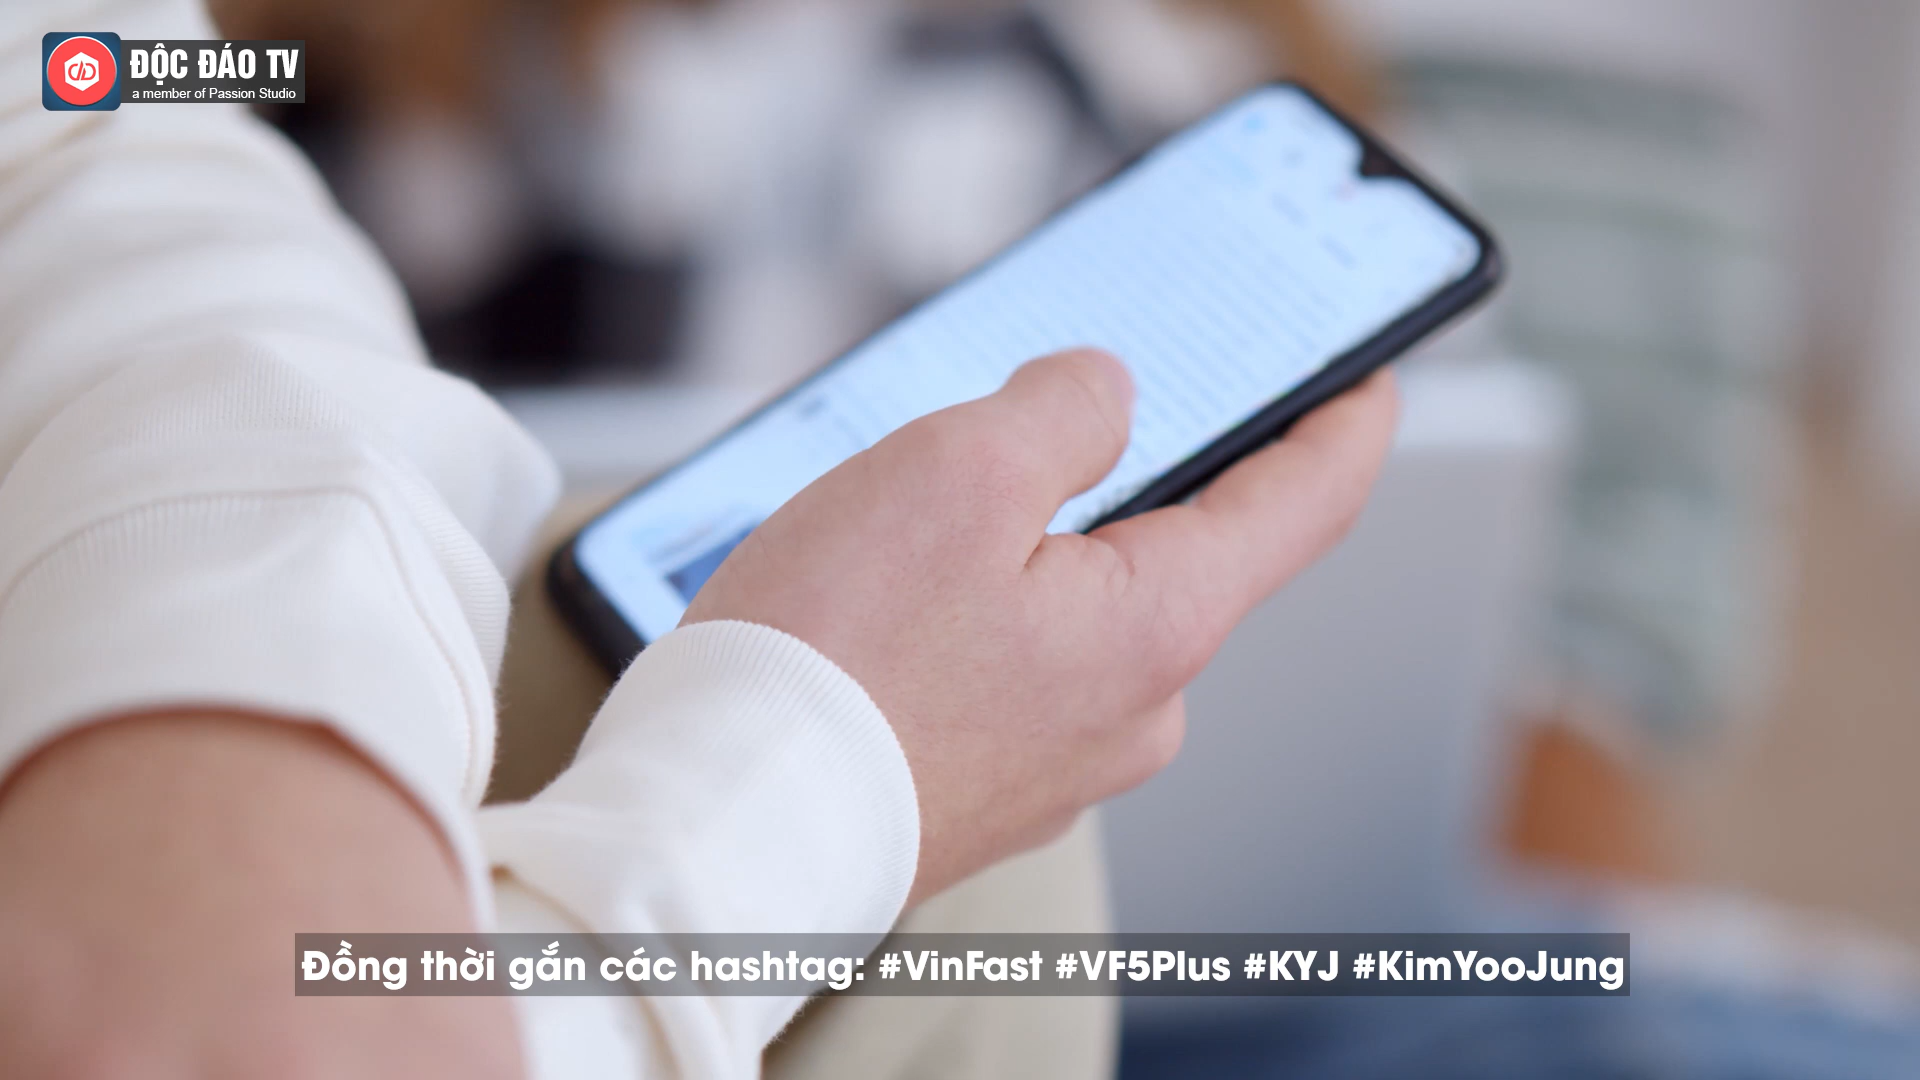 ĐỘC ĐÁO TV
a member of Passion Studio
Đồng thời gắn các hashtag: #VinFast #VF5Plus #KYJ #KimYooJung